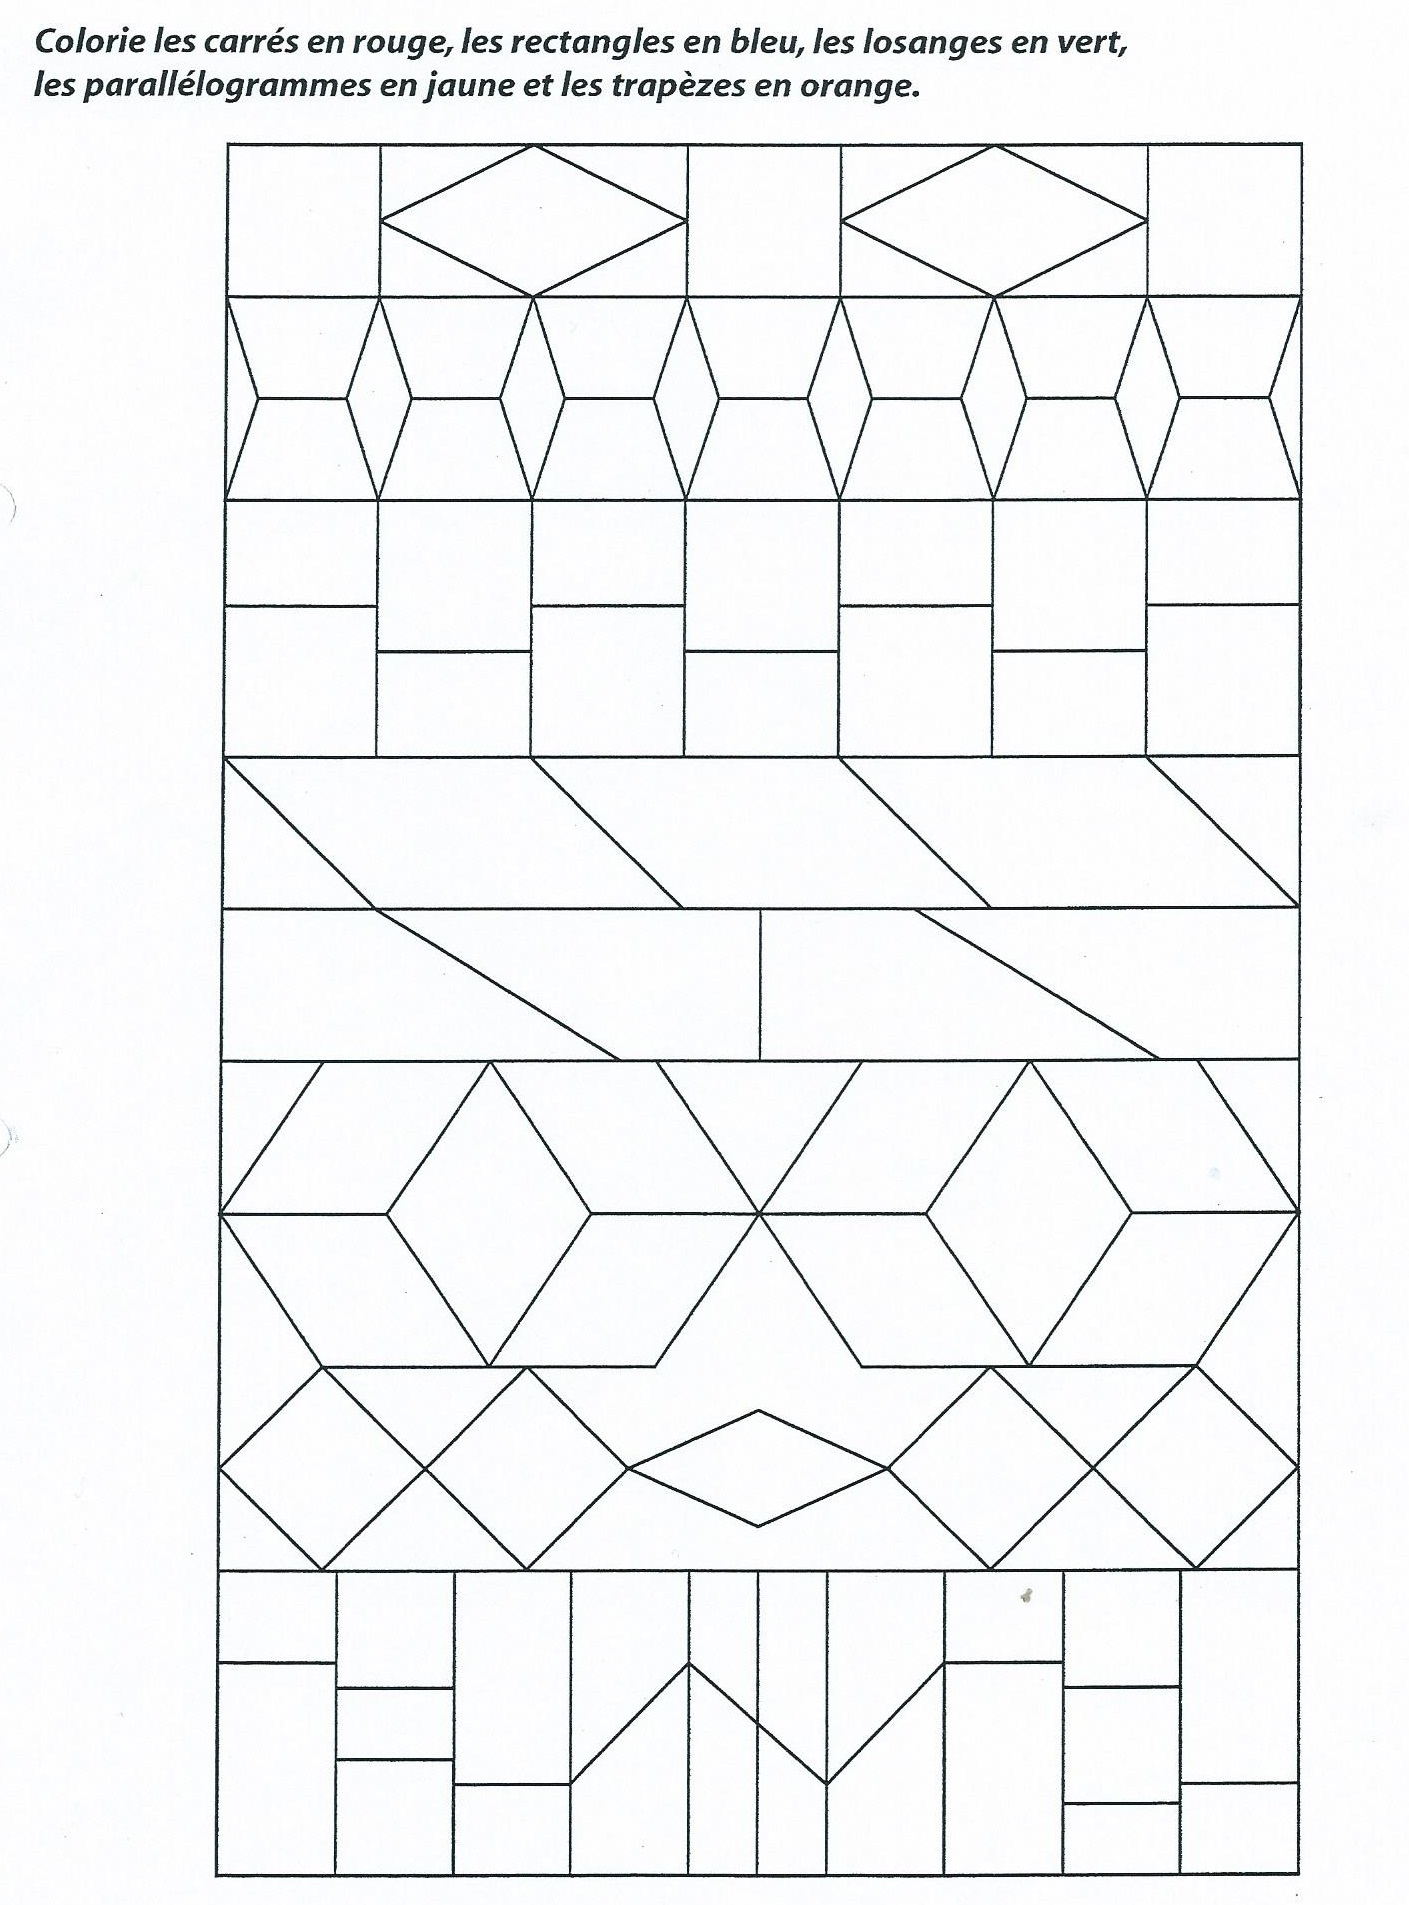 Colorie les carrés en rouge, les rectangles en bleu, les losanges en vert,
les parallélogrammes en jaune et les trapèzes en orange.